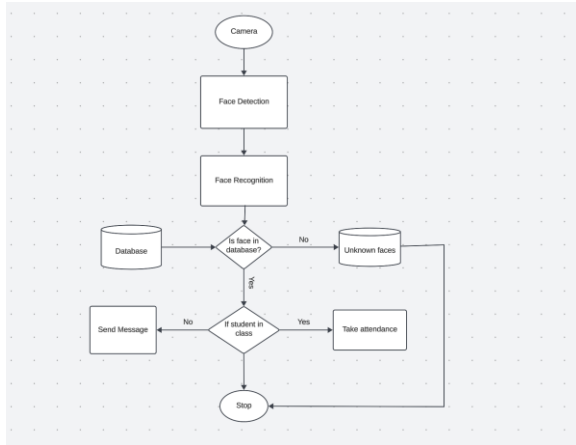 Camera
Face Detection
Face Recognition
Is face in
database?
Database
No
Unknown faces
Yes
If student in
class
No
Send Message
Yes
Take attendance
Stop